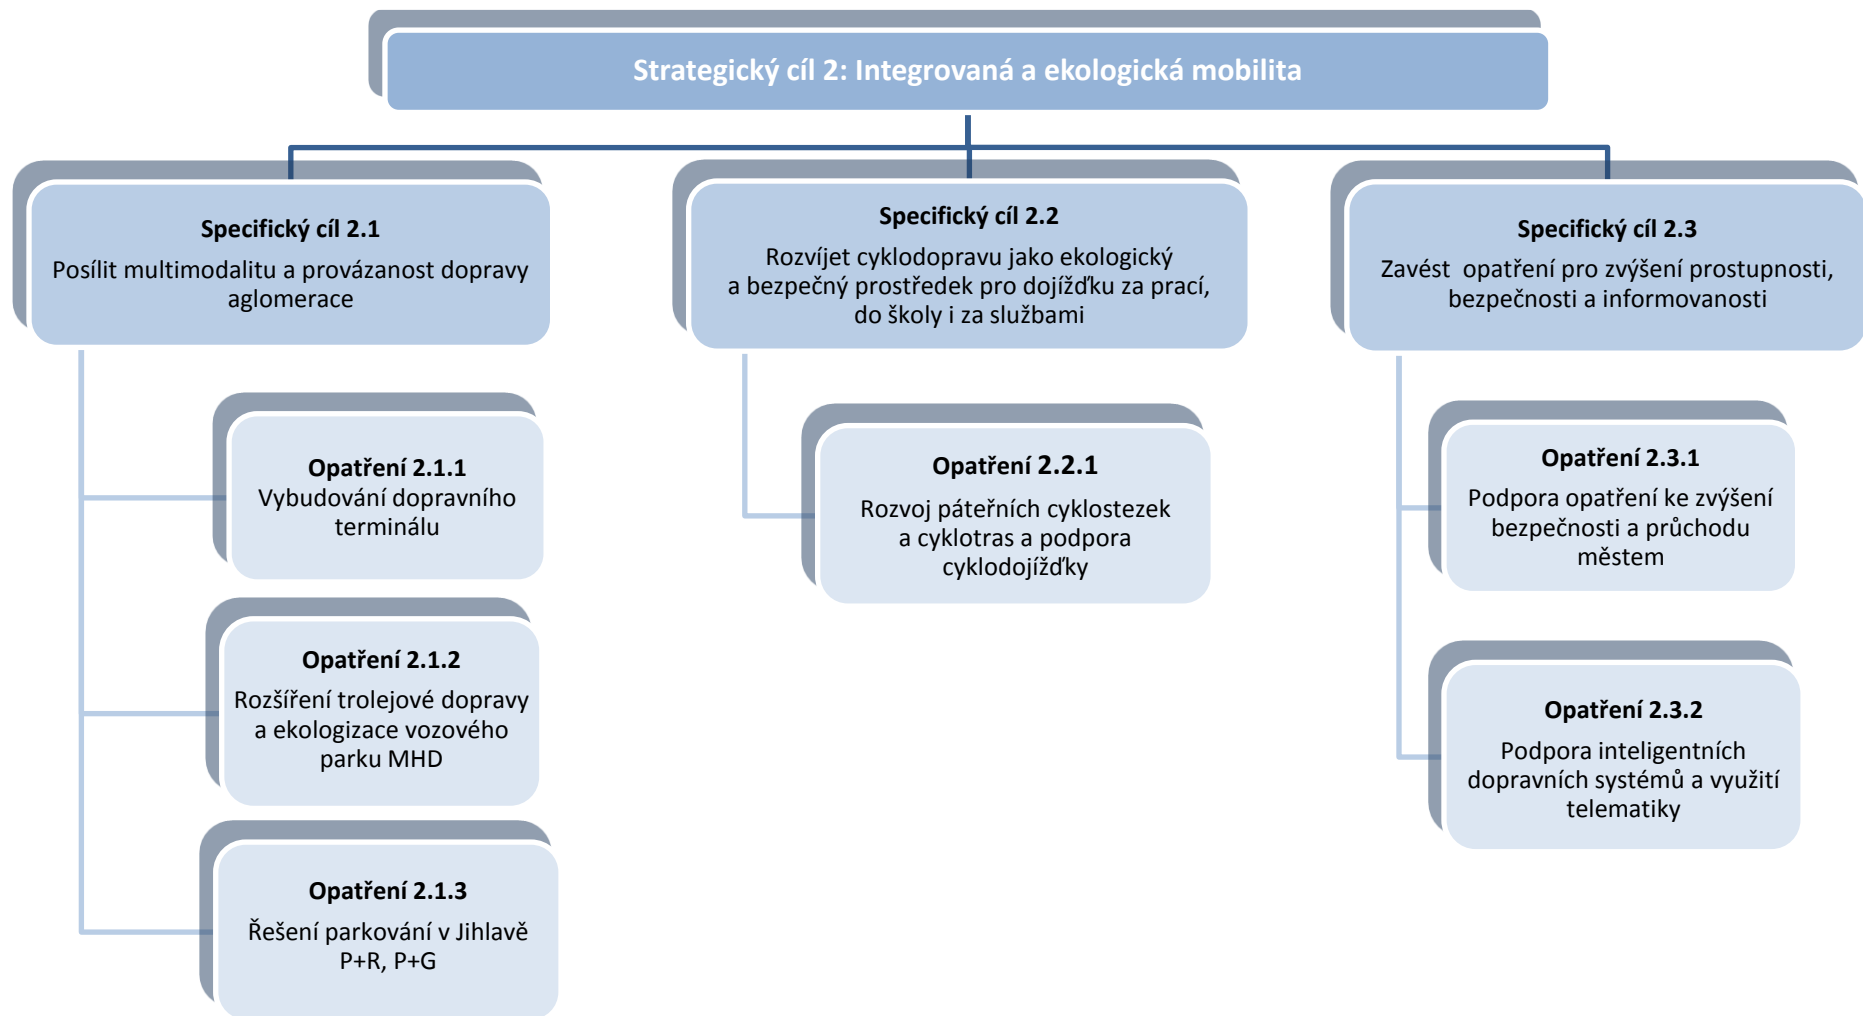 Strategický cíl 2: Integrovaná a ekologická mobilita
Specifický cíl 2.1
Posílit multimodalitu a provázanost dopravy
aglomerace
Specifický cíl 2.2
Rozvíjet cyklodopravu jako ekologický
a bezpečný prostředek pro dojížďku za prací,
do školy i za službami
Specifický cíl 2.3
Zavést  opatření pro zvýšení prostupnosti,
bezpečnosti a informovanosti
Opatření 2.1.1
Vybudování dopravního
terminálu
Opatření 2.1.2
Rozšíření trolejové dopravy
a ekologizace vozového
parku MHD
Opatření 2.1.3
Řešení parkování v Jihlavě
P+R, P+G
Opatření 2.2.1
Rozvoj páteřních cyklostezek
a cyklotras a podpora
cyklodojížďky
Opatření 2.3.1
Podpora opatření ke zvýšení
bezpečnosti a průchodu
městem
Opatření 2.3.2
Podpora inteligentních
dopravních systémů a využití
telematiky